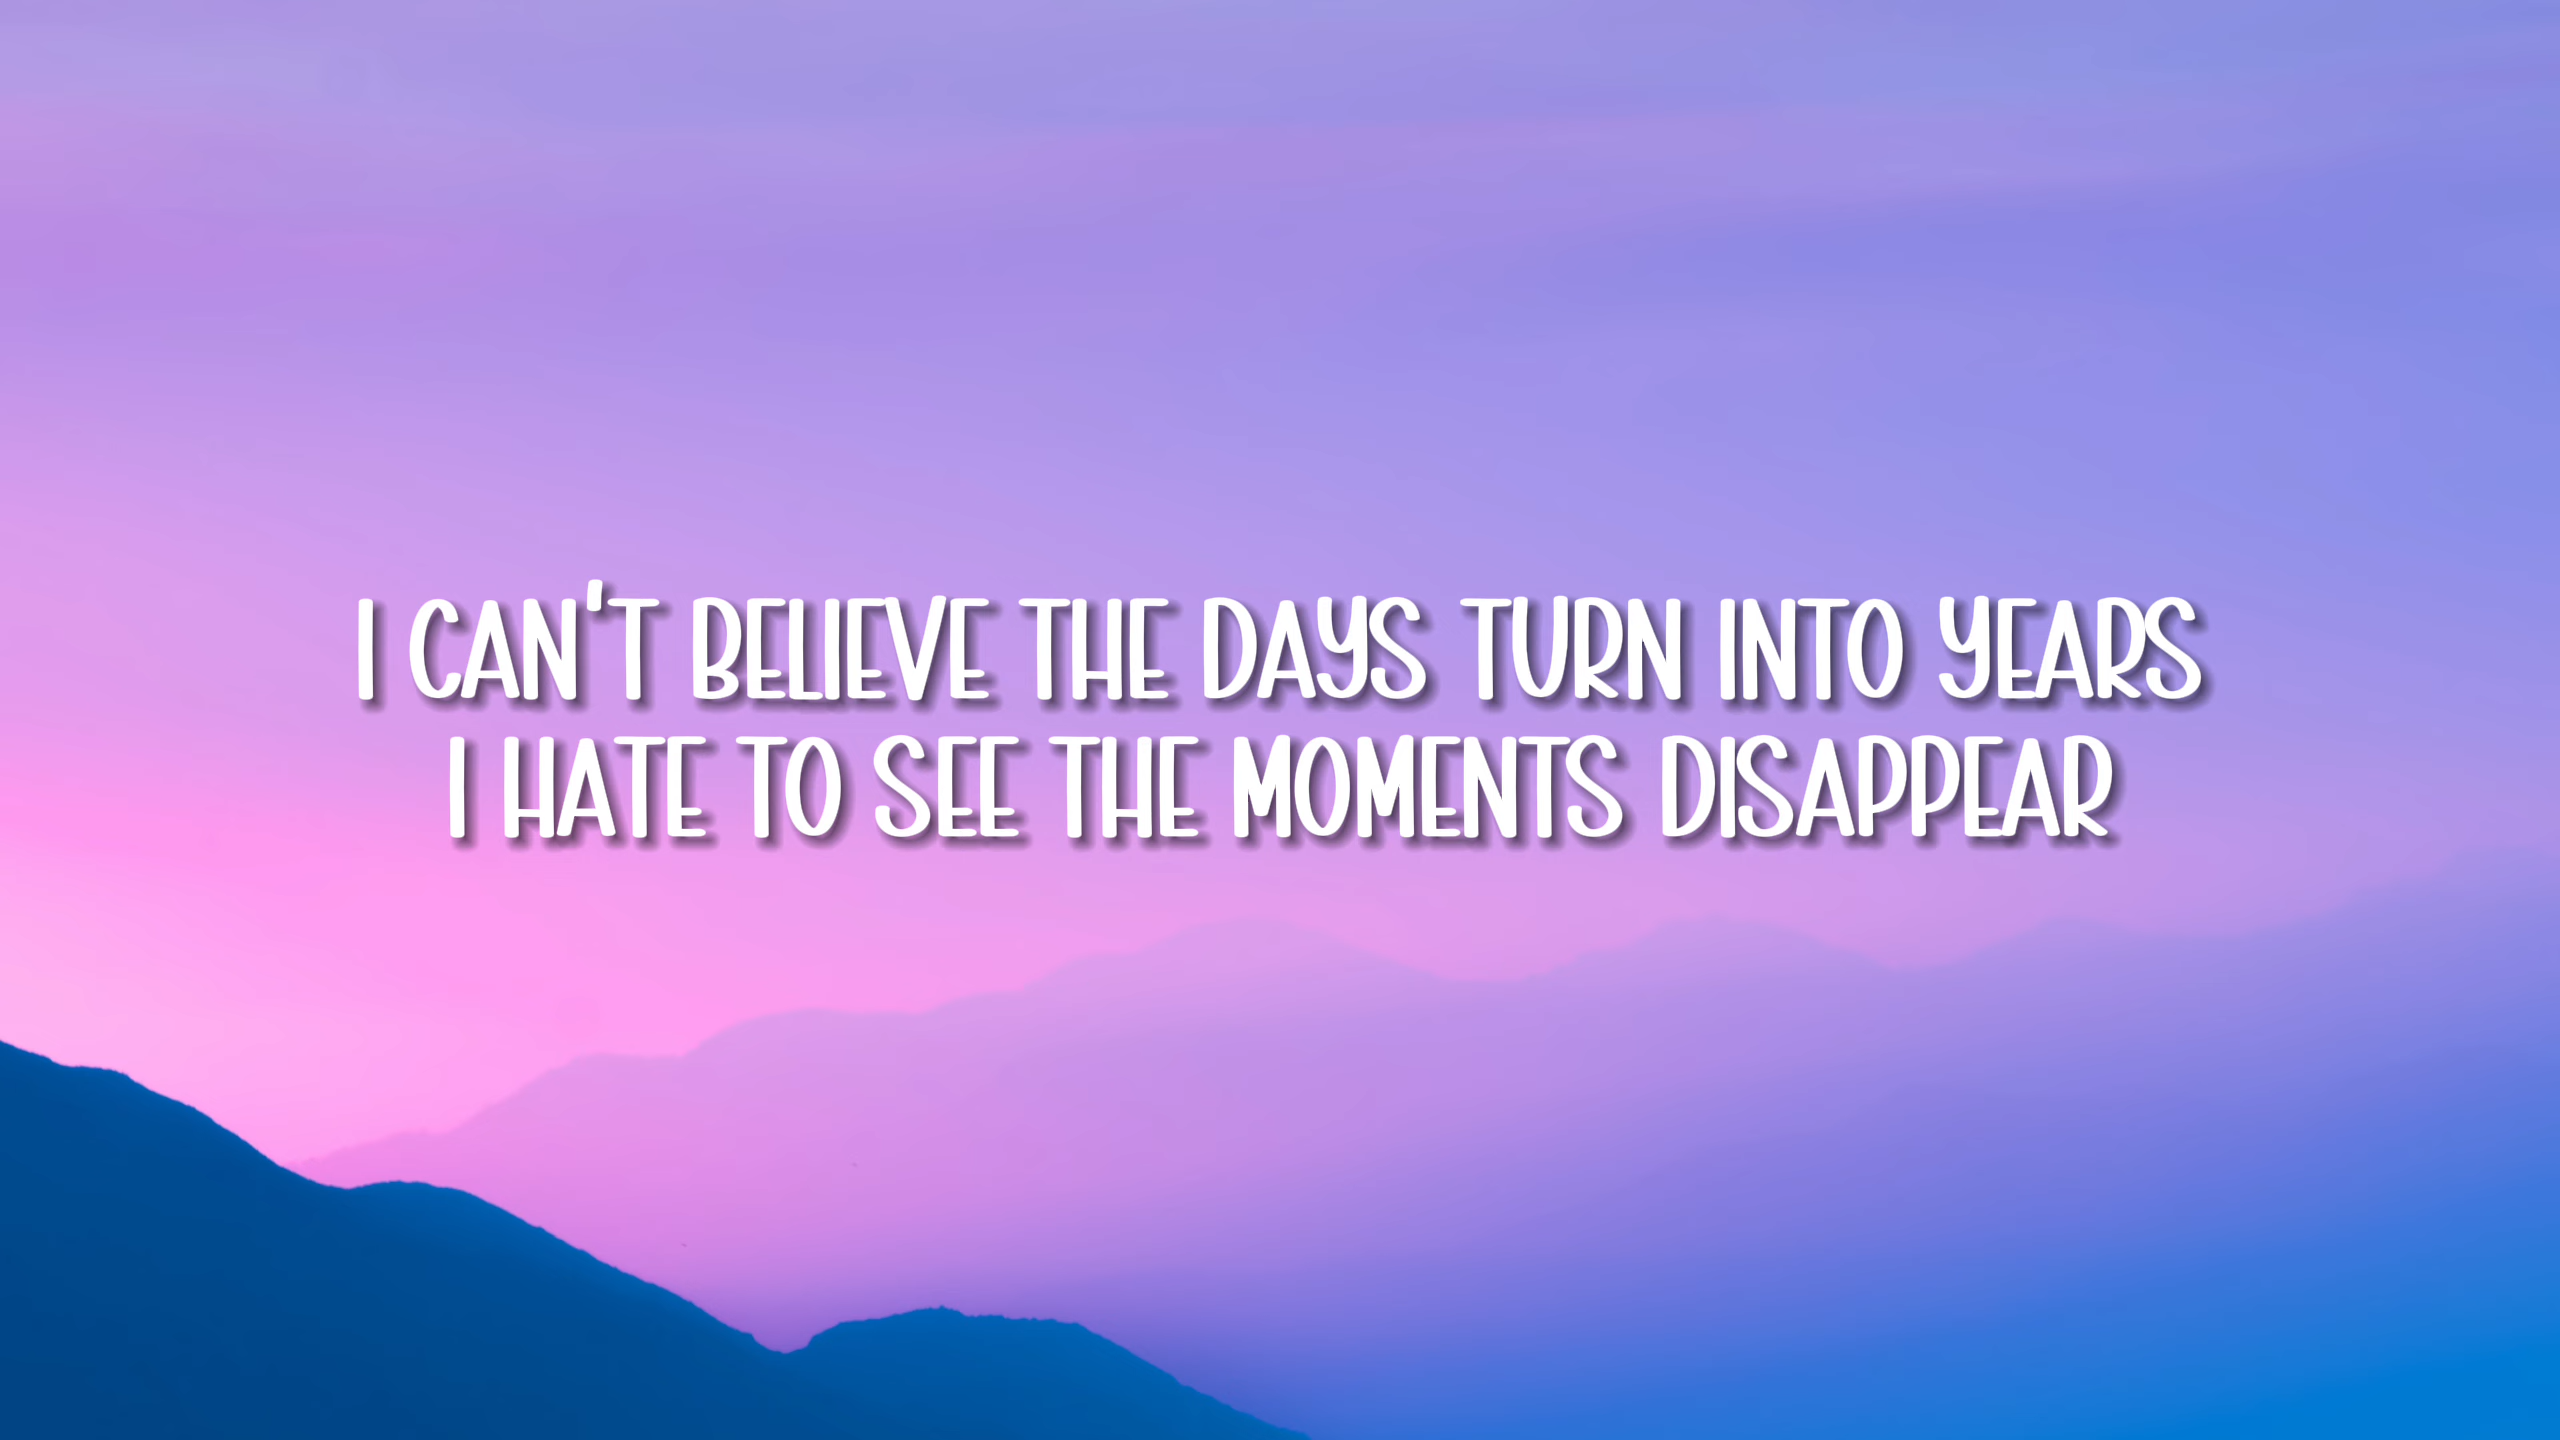 I CAN'T BELIEVE THE DAYS TURN INTO YEARS
I HATE TO SEE THE MOMENTS DISAPPEAR